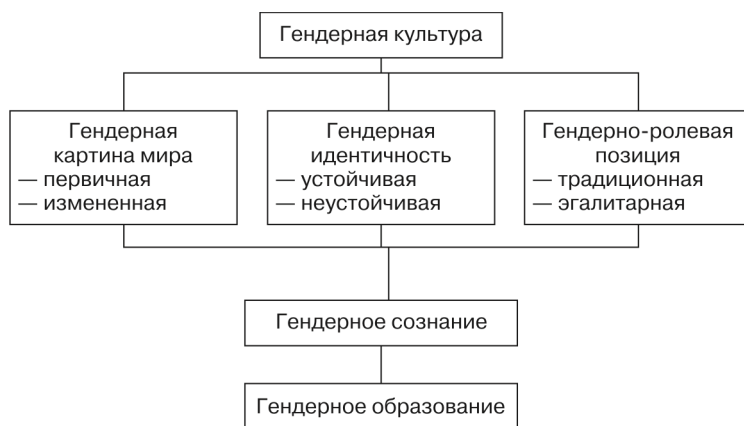 Гендерная культура
Гендерная
картина мира
— первичная
— измененная
Гендерная
идентичность
— устойчивая
— неустойчивая
Гендерно-ролевая
позиция
— традиционная
— эгалитарная
Гендерное сознание
Гендерное образование